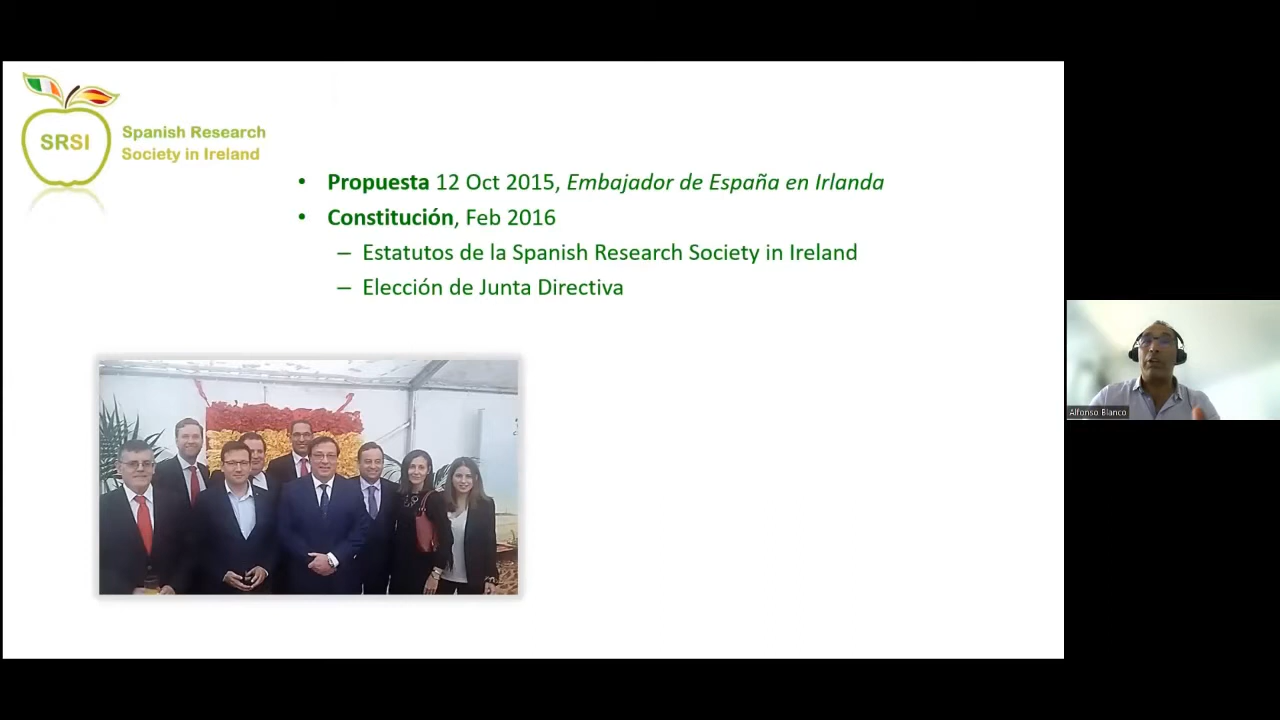 SRSI
Spanish Research
Society in Ireland
• Propuesta 12 Oct 2015, Embajador de España en Irlanda
• Constitución, Feb 2016
– Estatutos de la Spanish Research Society in Ireland
– Elección de Junta Directiva
Alfonso Blanco